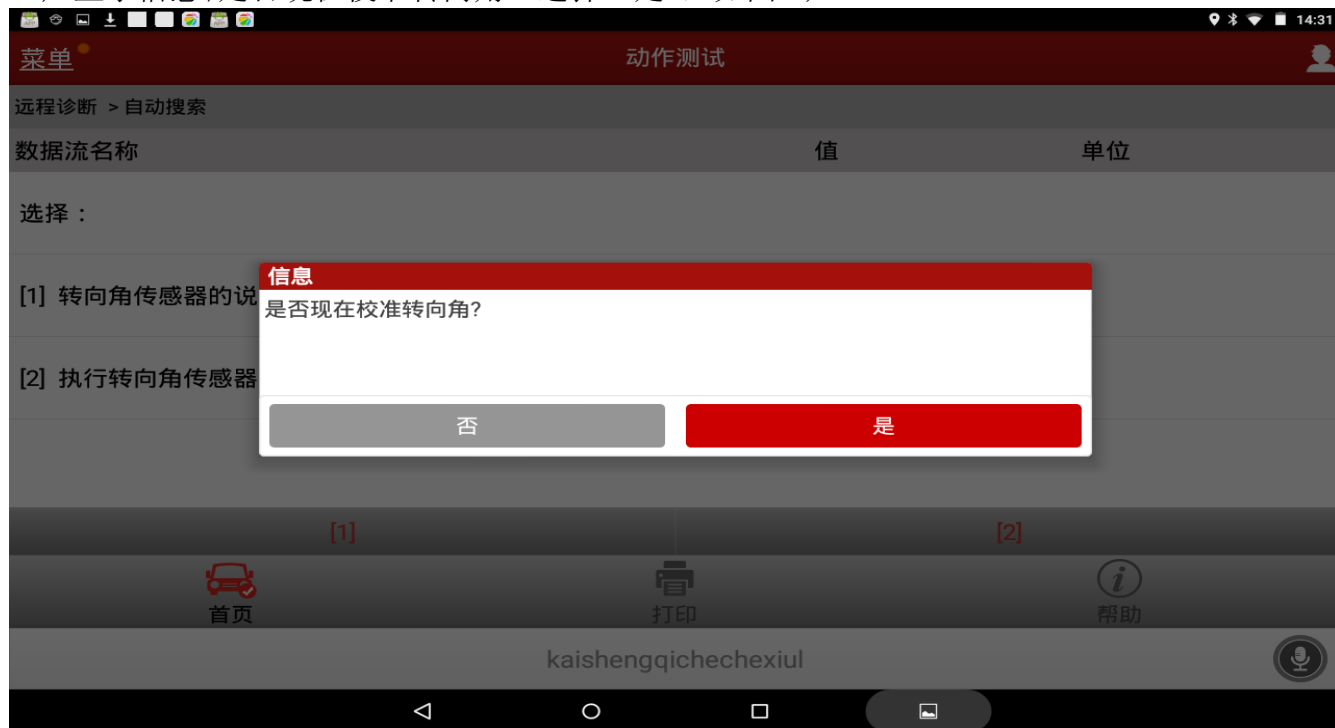 14:31
菜单
动作测试
远程诊断 > 自动搜索
数据流名称 值 单位
选择：
[1] 转向角传感器的说
[2] 执行转向角传感器
信息
是否现在校准转向角?
否 是
[1] [2]
首页 打印 帮助
kaishengqichechexiul